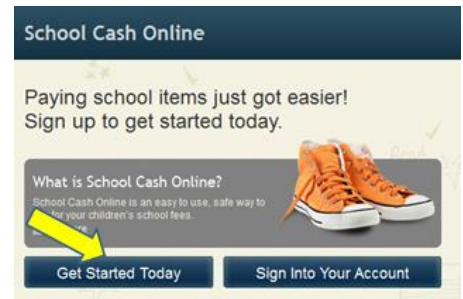 School Cash Online
Paying school items just got easier!
Sign up to get started today.
What is School Cash Online?
School Cash Online is an easy to use, safe way to
for your children's school fees.
Get Started Today
Sign Into Your Account